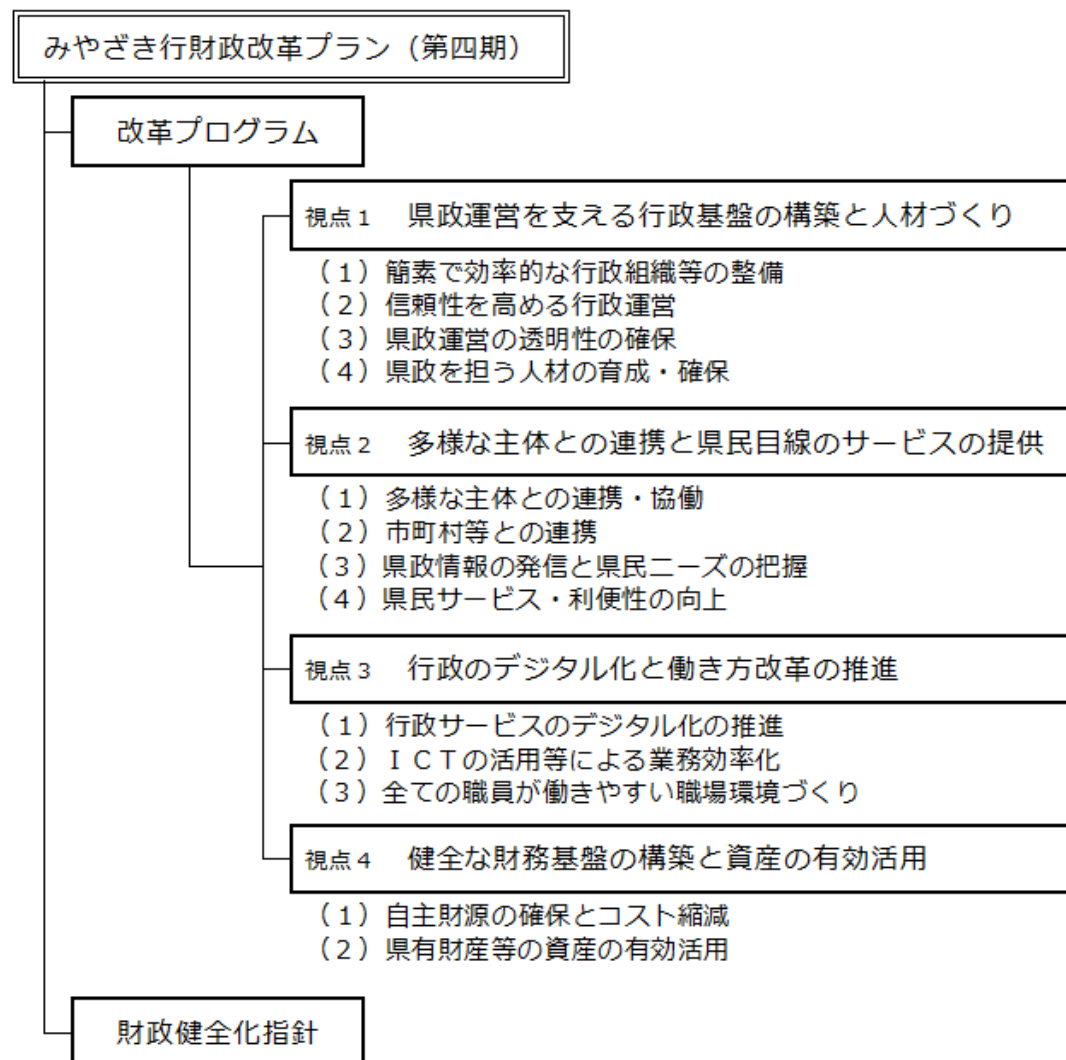 みやざき行財政改革プラン（第四期）
改革プログラム
視点１　県政運営を支える行政基盤の構築と人材づくり
（１）簡素で効率的な行政組織等の整備
（２）信頼性を高める行政運営
（３）県政運営の透明性の確保
（４）県政を担う人材の育成・確保
視点２　多様な主体との連携と県民目線のサービスの提供
（１）多様な主体との連携・協働
（２）市町村等との連携
（３）県政情報の発信と県民ニーズの把握
（４）県民サービス・利便性の向上
視点３　行政のデジタル化と働き方改革の推進
（１）行政サービスのデジタル化の推進
（２）ＩＣＴの活用等による業務効率化
（３）全ての職員が働きやすい職場環境づくり
視点４　健全な財務基盤の構築と資産の有効活用
（１）自主財源の確保とコスト縮減
（２）県有財産等の資産の有効活用
財政健全化指針